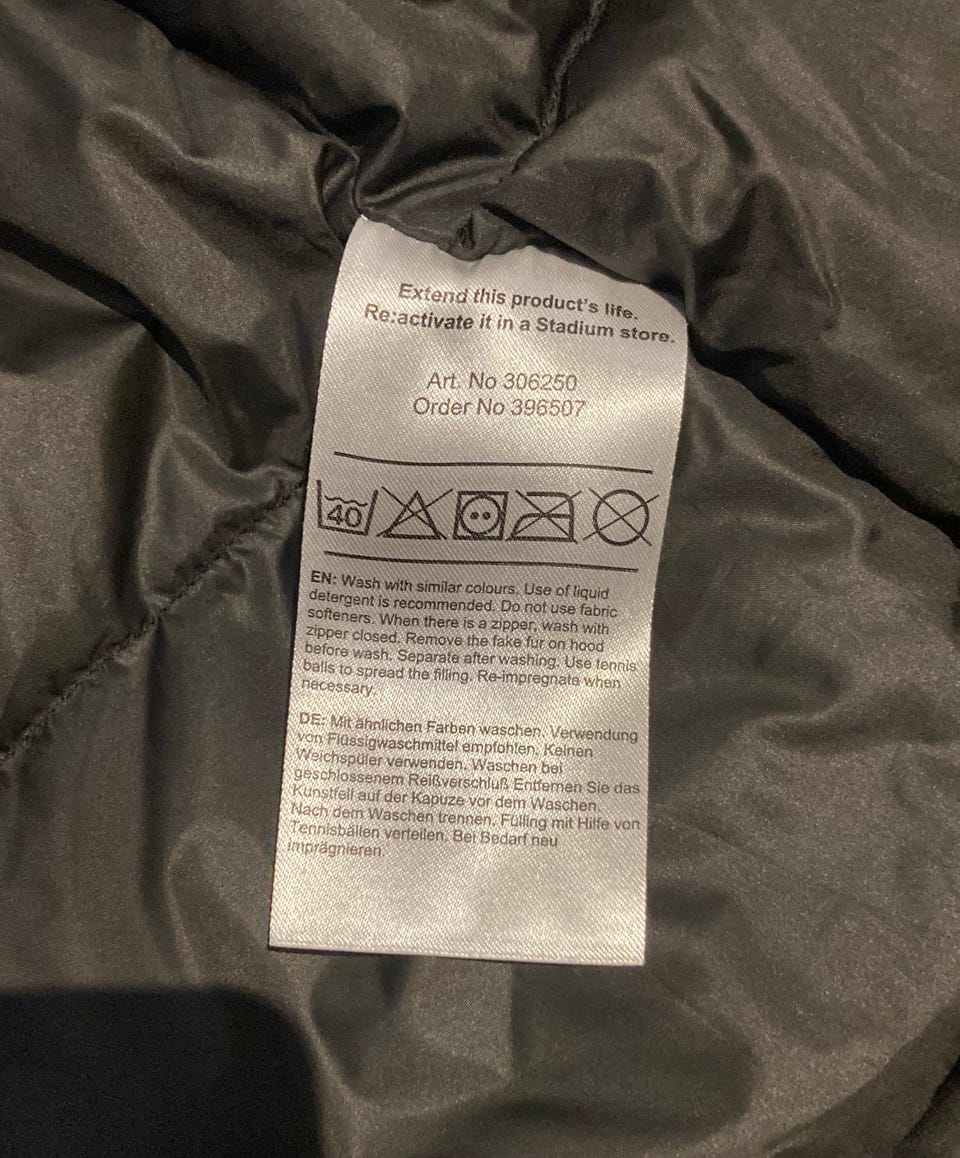 Extend this product's life.
Re:activate it in a Stadium store.
Art. No 306250
Order No 396507
40
EN: Wash with similar colours. Use of liquid
detergent is recommended. Do not use fabric
softeners. When there is a zipper, wash with
zipper closed. Remove the fake fur on hood
before wash. Separate after washing. Use tennis
balls to spread the filling. Re-impregnate when
necessary.
DE: Mit ähnlichen Farben waschen. Verwendung
von Flüssigwaschmittel empfohlen. Keinen
Weichspüler verwenden. Waschen bei
geschlossenem Reißverschluß Entfernen Sie das
Kunstfell auf der Kapuze vor dem Waschen.
Nach dem Waschen trennen. Fülling mit Hilfe von
Tennisbällen verteilen. Bei Bedarf neu
imprägnieren.